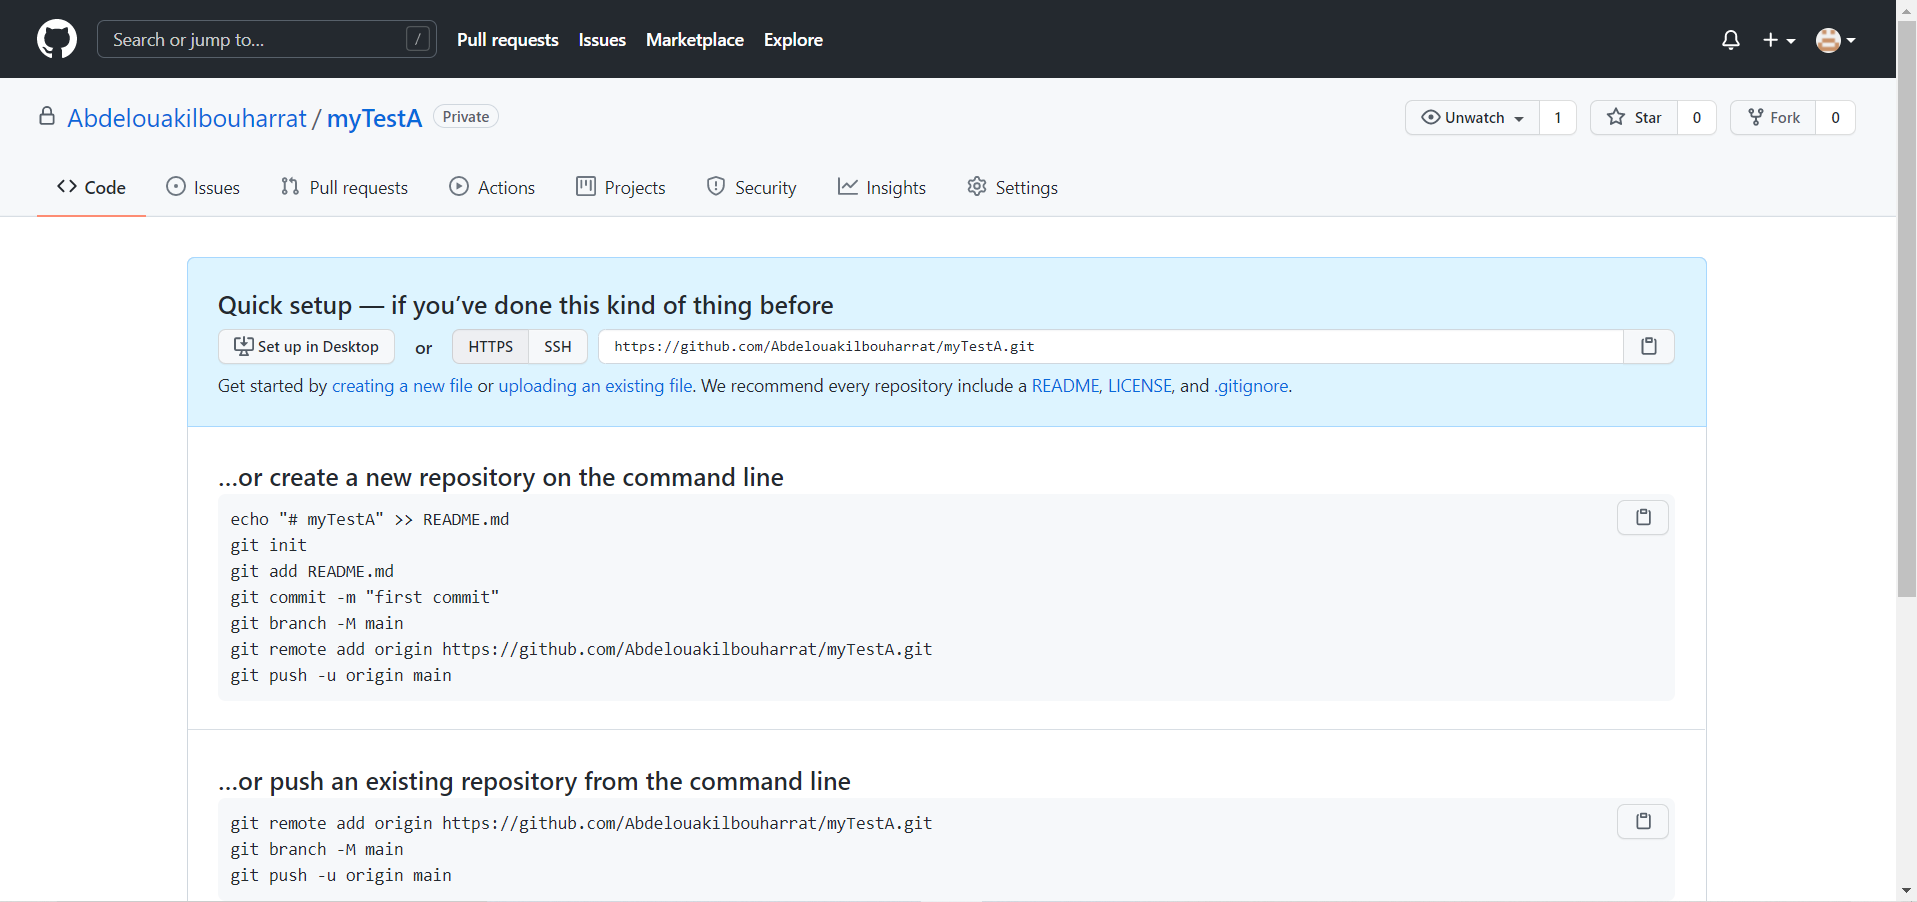 Search or jump to... /
Pull requests Issues Marketplace Explore
Abdelouakilbouharrat / myTestA Private
Unwatch 1 Star 0 Fork 0
Code Issues Pull requests Actions Projects Security Insights Settings
Quick setup — if you’ve done this kind of thing before
Set up in Desktop or HTTPS SSH https://github.com/Abdelouakilbouharrat/myTestA.git
Get started by creating a new file or uploading an existing file. We recommend every repository include a README, LICENSE, and .gitignore.
…or create a new repository on the command line
echo "# myTestA" >> README.md
git init
git add README.md
git commit -m "first commit"
git branch -M main
git remote add origin https://github.com/Abdelouakilbouharrat/myTestA.git
git push -u origin main
…or push an existing repository from the command line
git remote add origin https://github.com/Abdelouakilbouharrat/myTestA.git
git branch -M main
git push -u origin main